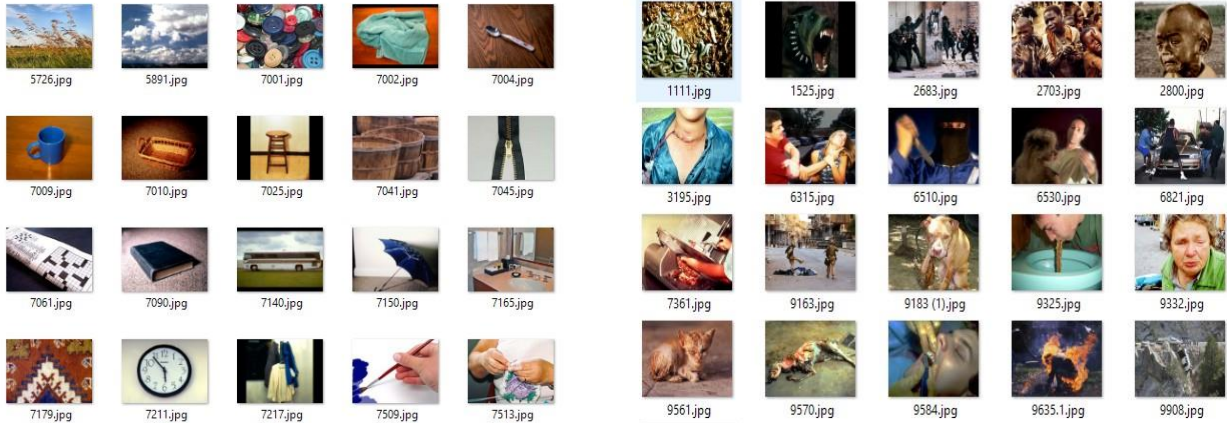 5726.jpg 5891.jpg 7001.jpg 7002.jpg 7004.jpg
7009.jpg 7010.jpg 7025.jpg 7041.jpg 7045.jpg
7061.jpg 7090.jpg 7140.jpg 7150.jpg 7165.jpg
7179.jpg 7211.jpg 7217.jpg 7509.jpg 7513.jpg
1111.jpg 1525.jpg 2683.jpg 2703.jpg 2800.jpg
3195.jpg 6315.jpg 6510.jpg 6530.jpg 6821.jpg
7361.jpg 9163.jpg 9183 (1).jpg 9325.jpg 9332.jpg
9561.jpg 9570.jpg 9584.jpg 9635.1.jpg 9908.jpg